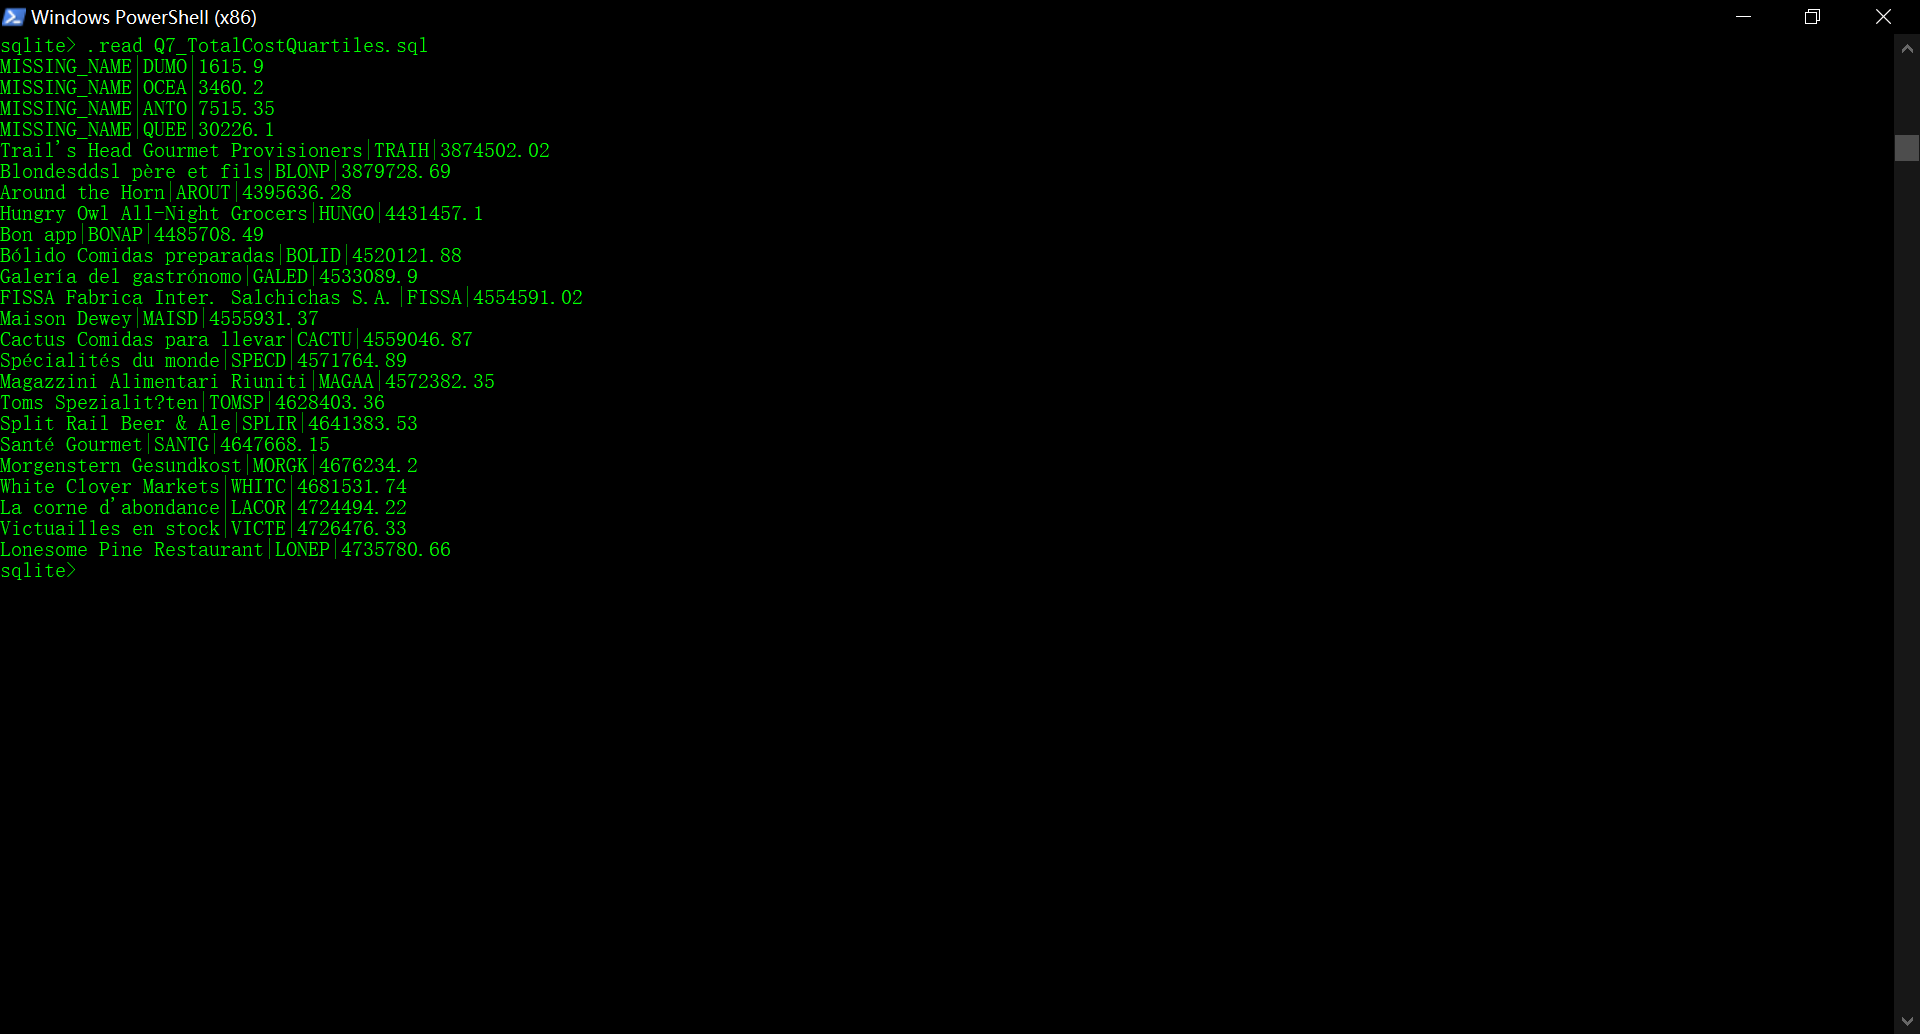 Windows PowerShell (x86)
sqlite> .read Q7_TotalCostQuartiles.sql
MISSING_NAME|DUMO|1615.9
MISSING_NAME|OCEA|3460.2
MISSING_NAME|ANTO|7515.35
MISSING_NAME|QUEE|30226.1
Trail's Head Gourmet Provisioners|TRAIH|3874502.02
Blondesddsl père et fils|BLONP|3879728.69
Around the Horn|AROUT|4395636.28
Hungry Owl All-Night Grocers|HUNGO|4431457.1
Bon app|BONAP|4485708.49
Bólido Comidas preparadas|BOLID|4520121.88
Galería del gastrónomo|GALED|4533089.9
FISSA Fabrica Inter. Salchichas S.A.|FISSA|4554591.02
Maison Dewey|MAISD|4555931.37
Cactus Comidas para llevar|CACTU|4559046.87
Spécialités du monde|SPECD|4571764.89
Magazzini Alimentari Riuniti|MAGAA|4572382.35
Toms Spezialit?ten|TOMSP|4628403.36
Split Rail Beer & Ale|SPLIR|4641383.53
Santé Gourmet|SANTG|4647668.15
Morgenstern Gesundkost|MORGK|4676234.2
White Clover Markets|WHITC|4681531.74
La corne d'abondance|LACOR|4724494.22
Victuailles en stock|VICTE|4726476.33
Lonesome Pine Restaurant|LONEP|4735780.66
sqlite>